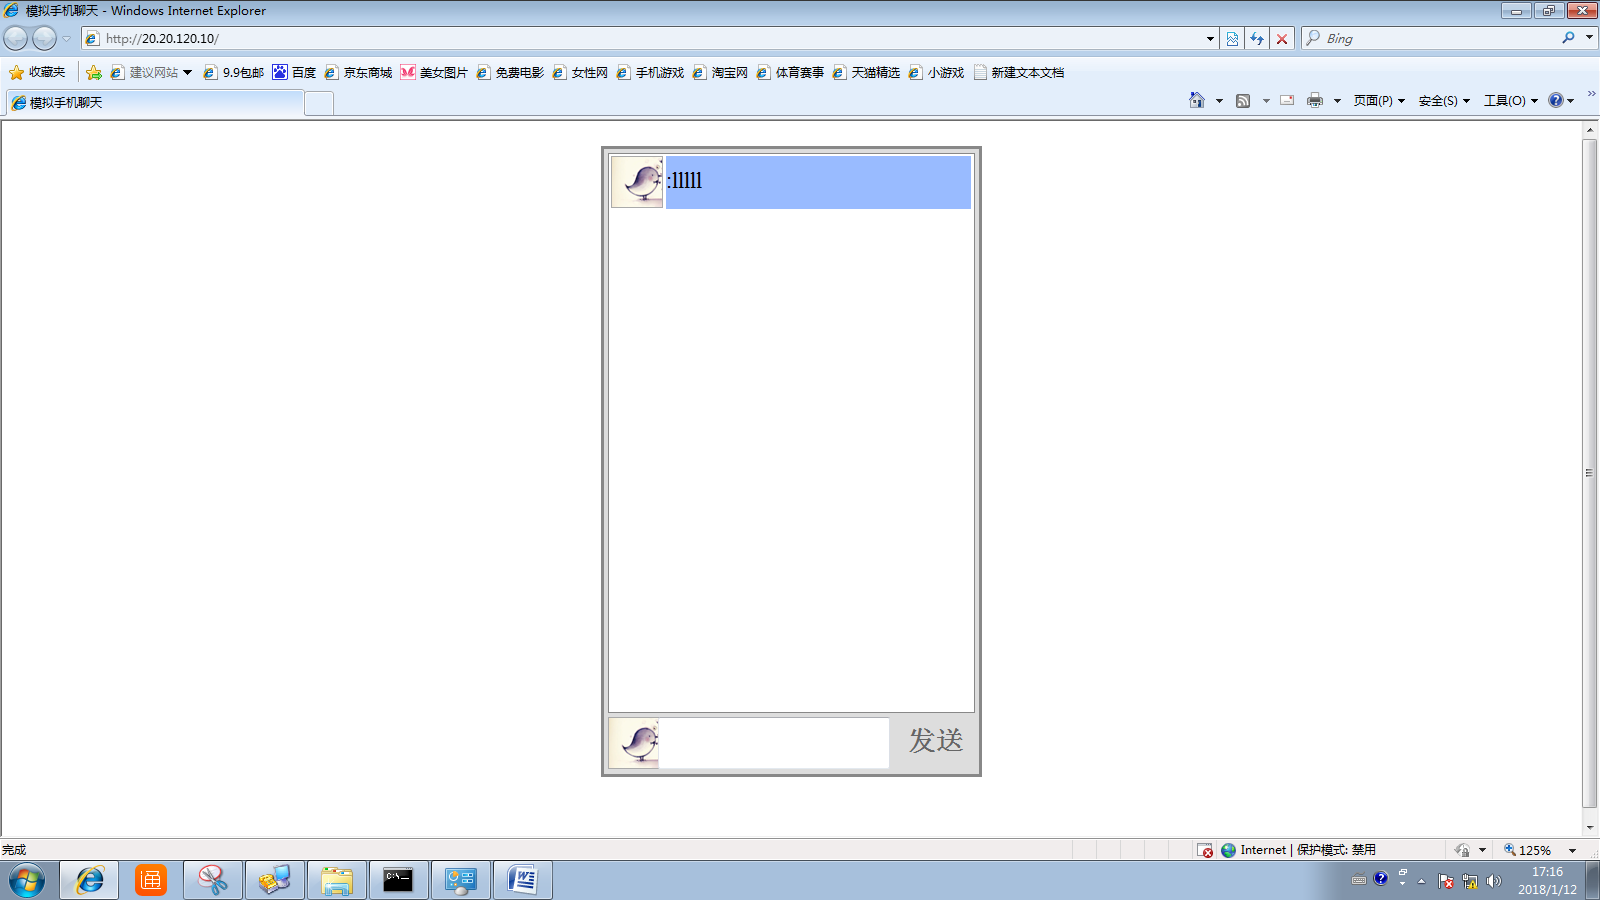 模拟手机聊天 - Windows Internet Explorer
http://20.20.120.10/
Bing
收藏夹 建议网站 9.9包邮 百度 京东商城 美女图片 免费电影 女性网 手机游戏 淘宝网 体育赛事 天猫精选 小游戏 新建文本文档
模拟手机聊天
页面(P) 安全(S) 工具(O)
:lllll
发送
完成
Internet | 保护模式: 禁用
125%
通
17:16
2018/1/12